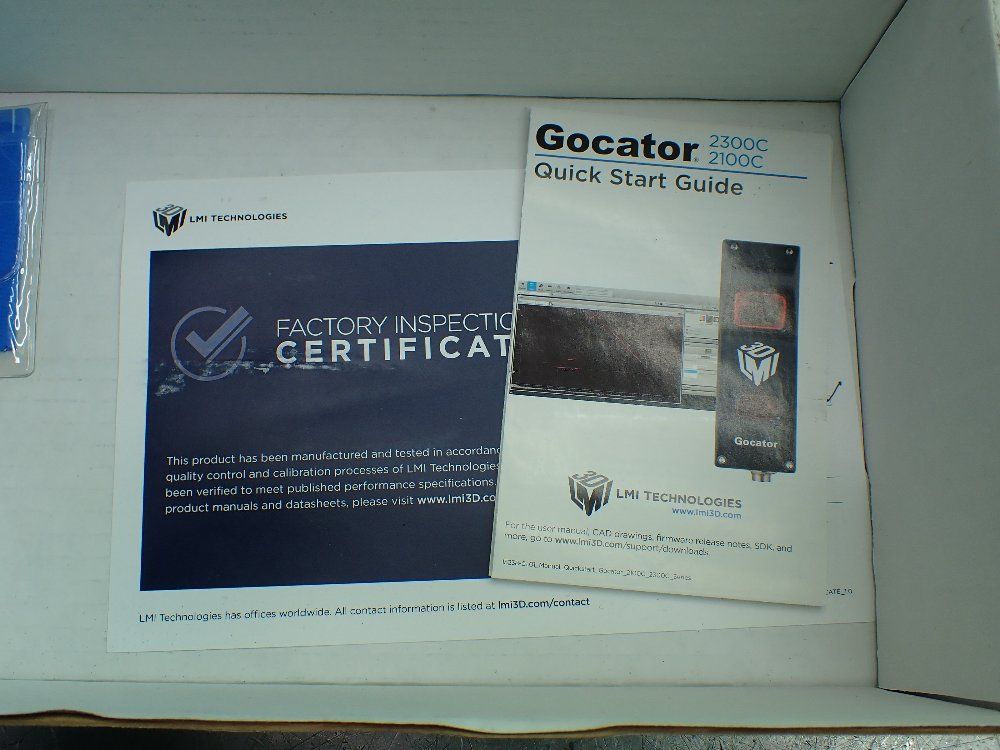 LMI TECHNOLOGIES
FACTORY INSPECTIO
CERTIFICAT
This product has been manufactured and tested in accordanc
quality control and calibration processes of LMI Technologies
been verified to meet published performance specifications.
product manuals and datasheets, please visit www.lmi3D.co
LMI Technologies has offices worldwide. All contact information is listed at lmi3D.com/contact
Gocator® 2300C
2100C
Quick Start Guide
3D
LMI
Gocator
LMI TECHNOLOGIES
www.lmi3D.com
For the user manual, CAD drawings, firmware release notes, SDK, and
more, go to www.lmi3D.com/support/downloads.